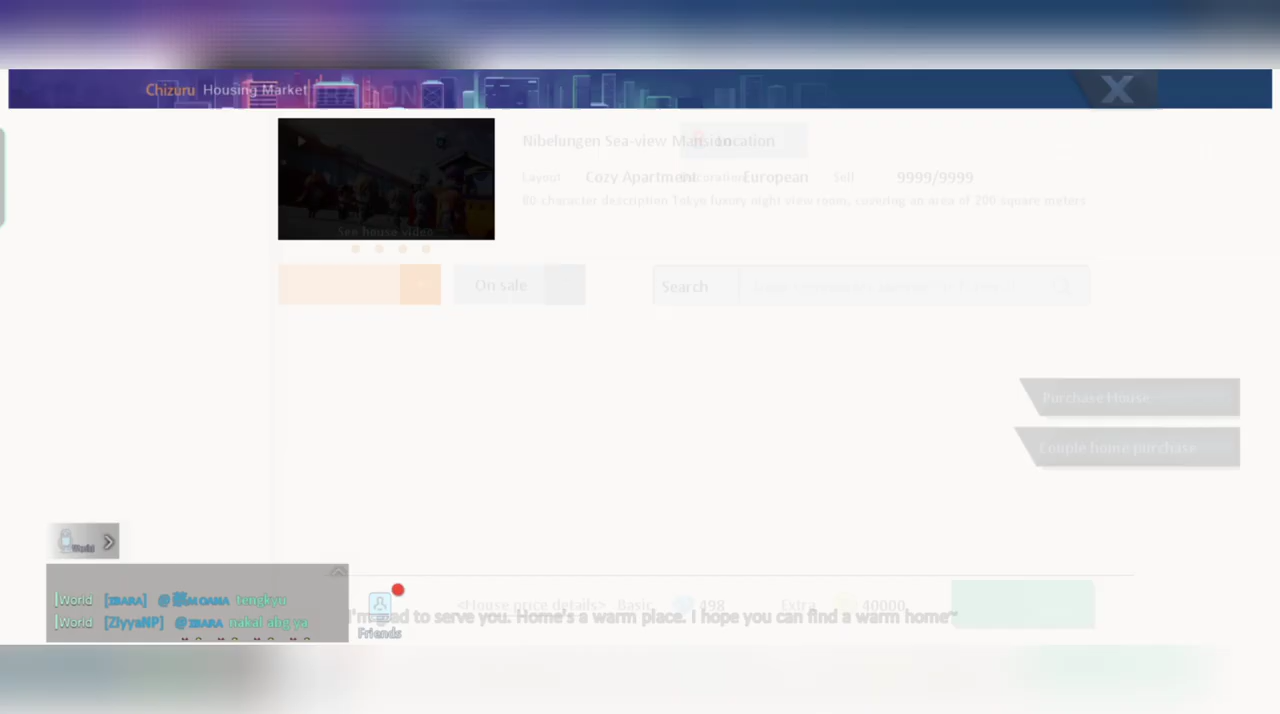 Chizuru Housing Market
Nibelungen Sea-view Mansion
Location
Layout Cozy Apartment Decoration European Sell 9999/9999
80 character description Tokyo luxury night view room, covering an area of 200 square meters
See house video
On sale
Search
Purchase House
Couple home purchase
World
World [ZBARA] @ MOANA tengkyu
World [ZIyyaNP] @ZBARA nakal abg ya
Friends
<House price details> Basic 498 Extra 40000
I'm glad to serve you. Home's a warm place. I hope you can find a warm home~